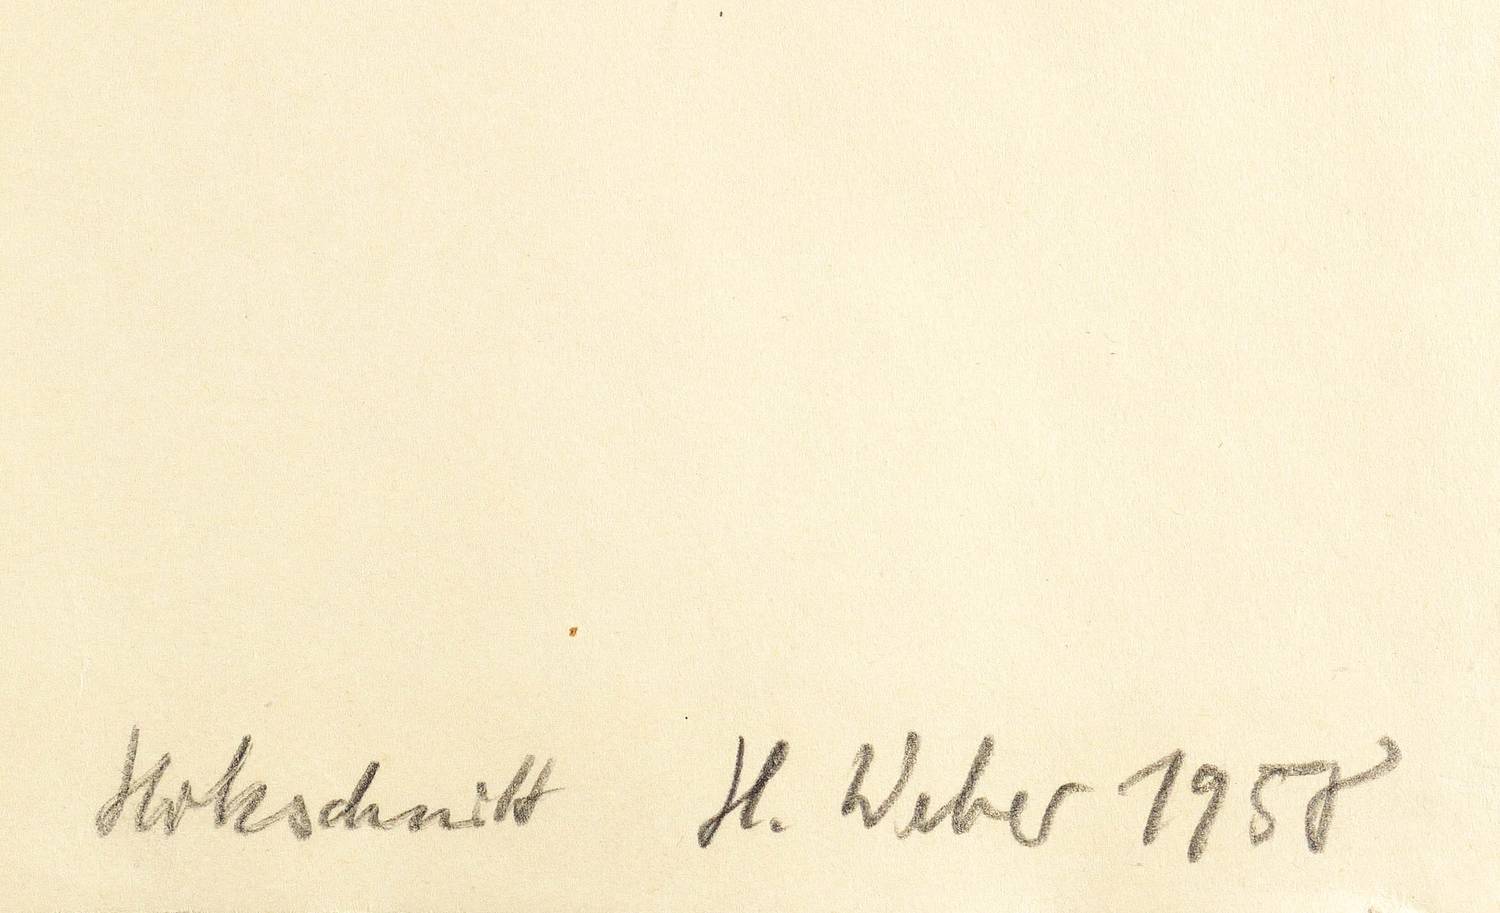 Holzschnitt H. Weber 1958